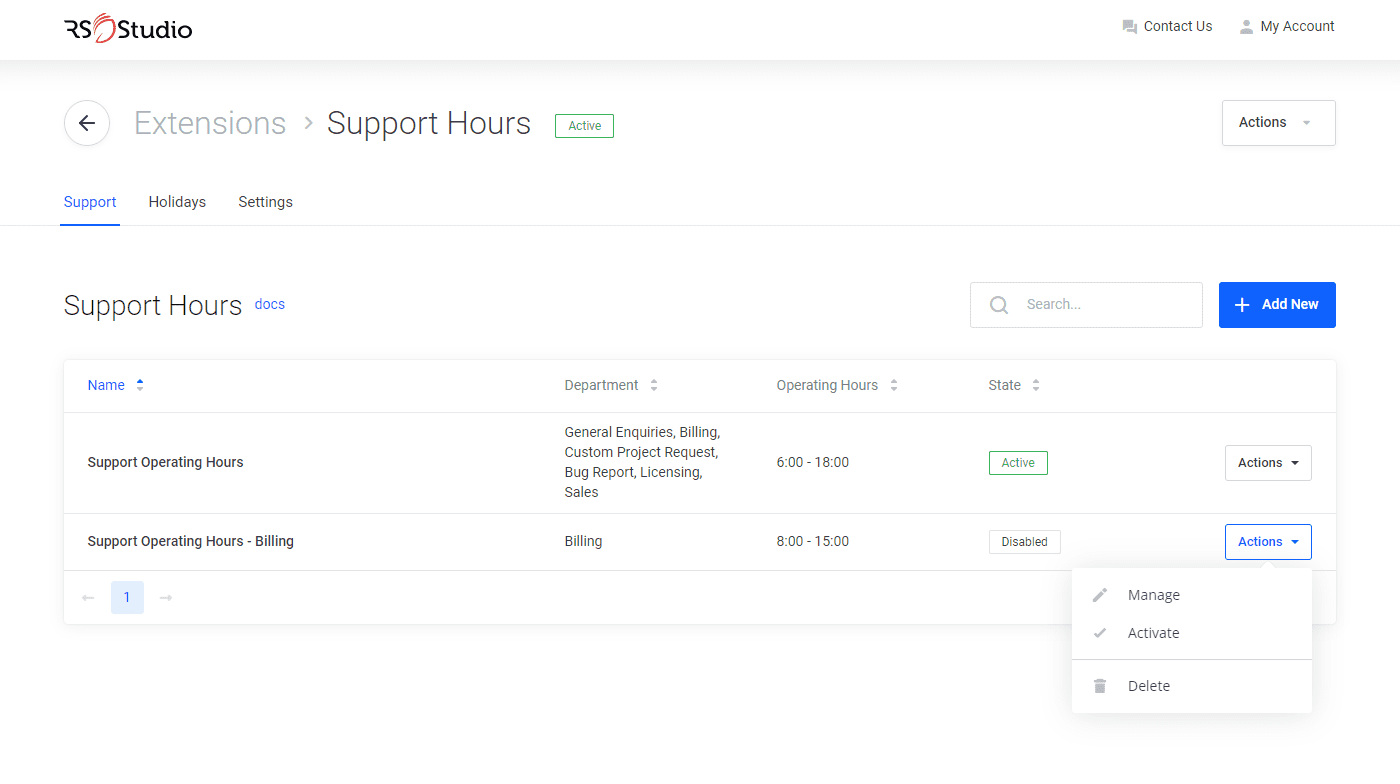 RS Studio
Contact Us
My Account
Extensions > Support Hours
Active
Actions
Support
Holidays
Settings
Support Hours
docs
Search...
+ Add New
Name
Department
Operating Hours
State
Support Operating Hours
General Enquiries, Billing,
Custom Project Request,
Bug Report, Licensing,
Sales
6:00 - 18:00
Active
Actions
Support Operating Hours - Billing
Billing
8:00 - 15:00
Disabled
Actions
← 1 →
Manage
Activate
Delete